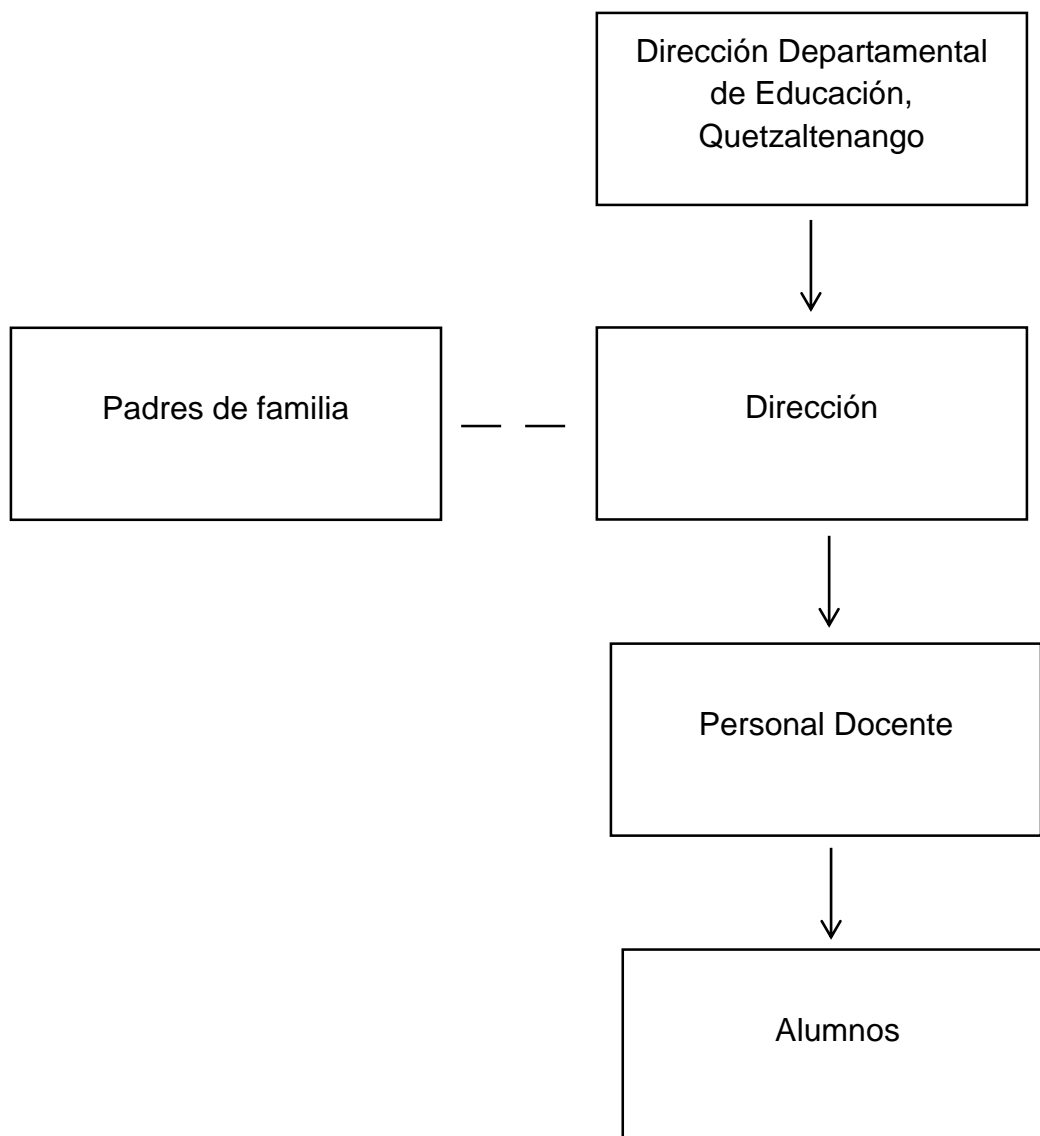 Dirección Departamental
de Educación,
Quetzaltenango
Padres de familia
Dirección
Personal Docente
Alumnos